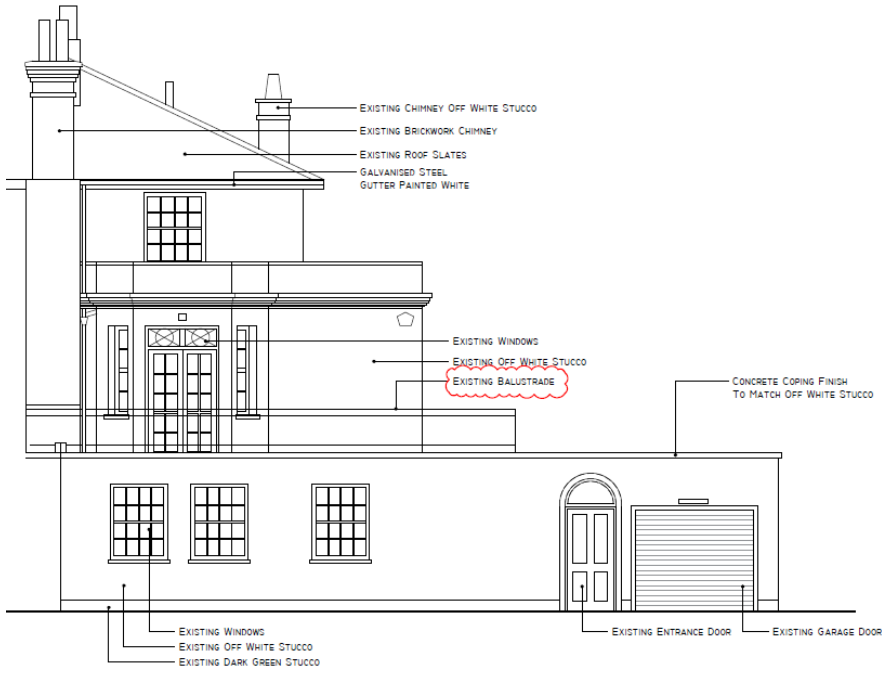 Existing Chimney Off White Stucco
Existing Brickwork Chimney
Existing Roof Slates
Galvanised Steel
Gutter Painted White
Existing Windows
Existing Off White Stucco
Existing Balustrade
Concrete Coping Finish
To Match Off White Stucco
Existing Windows
Existing Off White Stucco
Existing Dark Green Stucco
Existing Entrance Door
Existing Garage Door